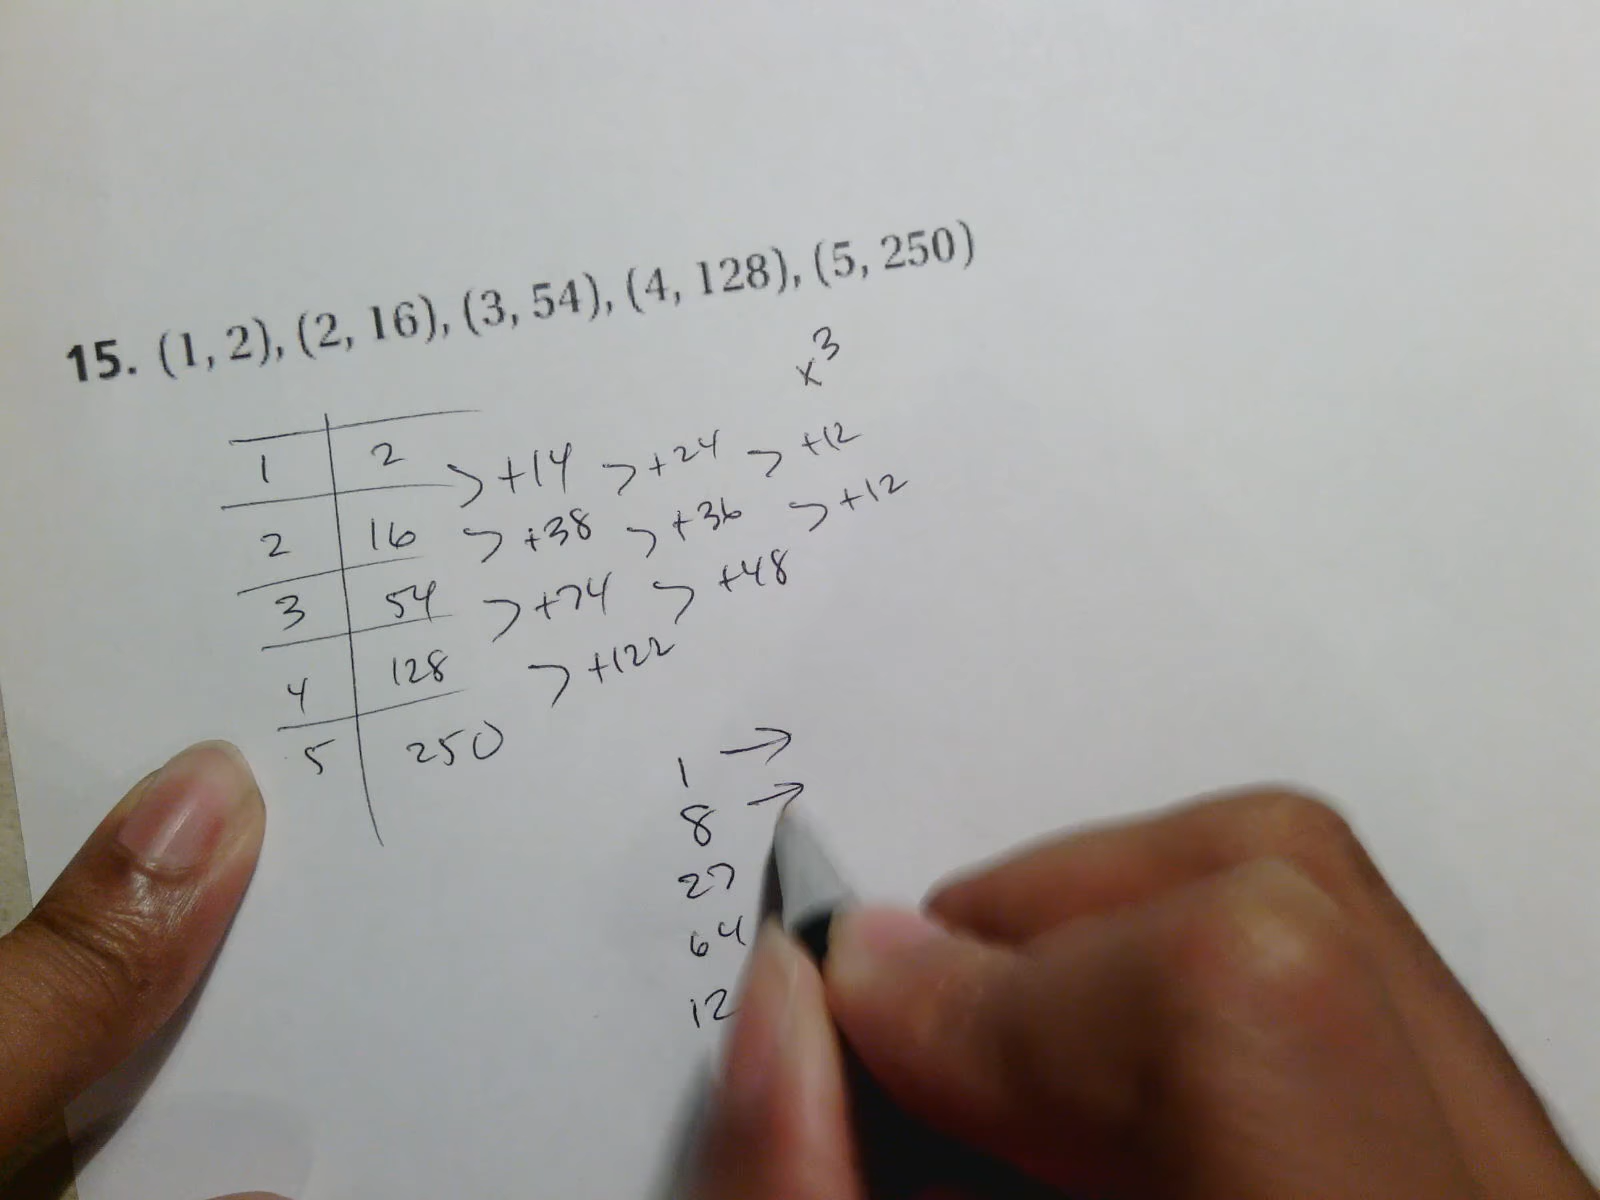 15. (1, 2), (2, 16), (3, 54), (4, 128), (5, 250)
x³
1 2 > +14 > +24 > +12
2 16 > +38 > +36 > +12
3 54 > +74 > +48
4 128 > +122
5 250
1 →
8 →
27
64
12